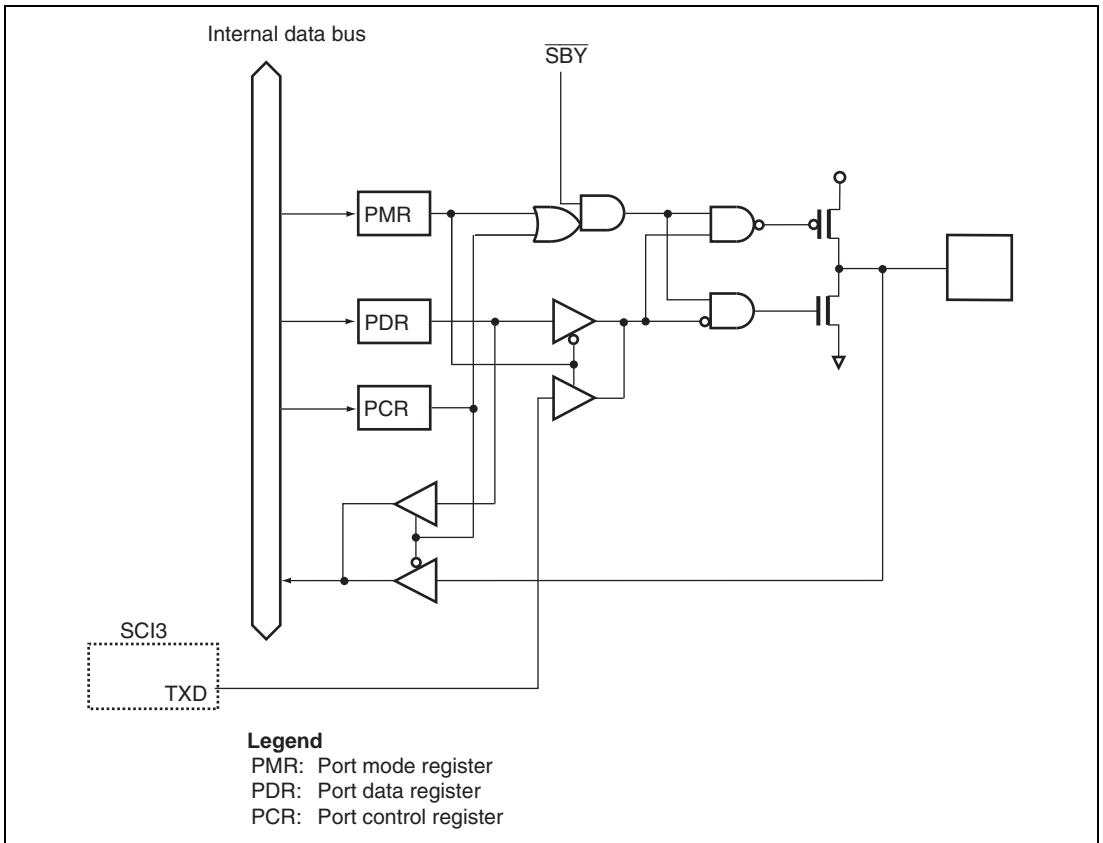 Internal data bus
SBY
PMR
PDR
PCR
SCI3
TXD
Legend
PMR: Port mode register
PDR: Port data register
PCR: Port control register